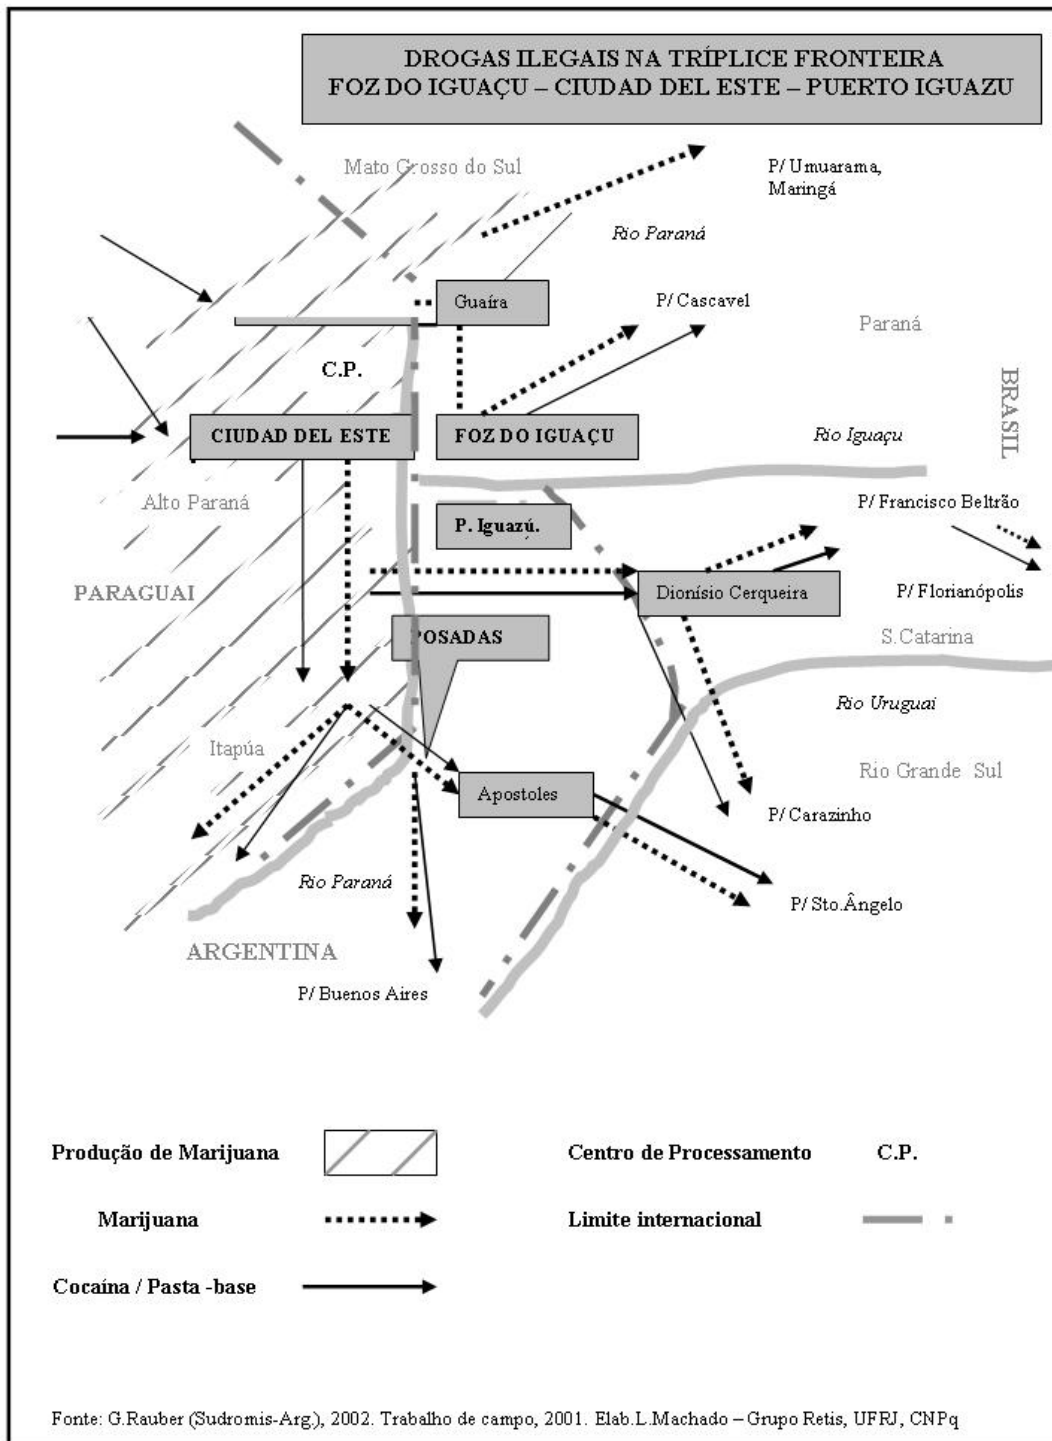 DROGAS ILEGAIS NA TRÍPLICE FRONTEIRA
FOZ DO IGUAÇU – CIUDAD DEL ESTE – PUERTO IGUAZU
Mato Grosso do Sul
P/ Umuarama,
Maringá
Rio Paraná
Guaíra
P/ Cascavel
Paraná
BRASIL
C.P.
CIUDAD DEL ESTE
FOZ DO IGUAÇU
Rio Iguaçu
Alto Paraná
P. Iguazú.
P/ Francisco Beltrão
PARAGUAI
Dionísio Cerqueira
P/ Florianópolis
POSADAS
S.Catarina
Rio Uruguai
Itapúa
Rio Grande Sul
Apostoles
P/ Carazinho
Rio Paraná
P/ Sto.Ângelo
ARGENTINA
P/ Buenos Aires
Produção de Marijuana
Centro de Processamento C.P.
Marijuana
Limite internacional
Cocaína / Pasta -base
Fonte: G.Rauber (Sudromis-Arg.), 2002. Trabalho de campo, 2001. Elab.L.Machado – Grupo Retis, UFRJ, CNPq